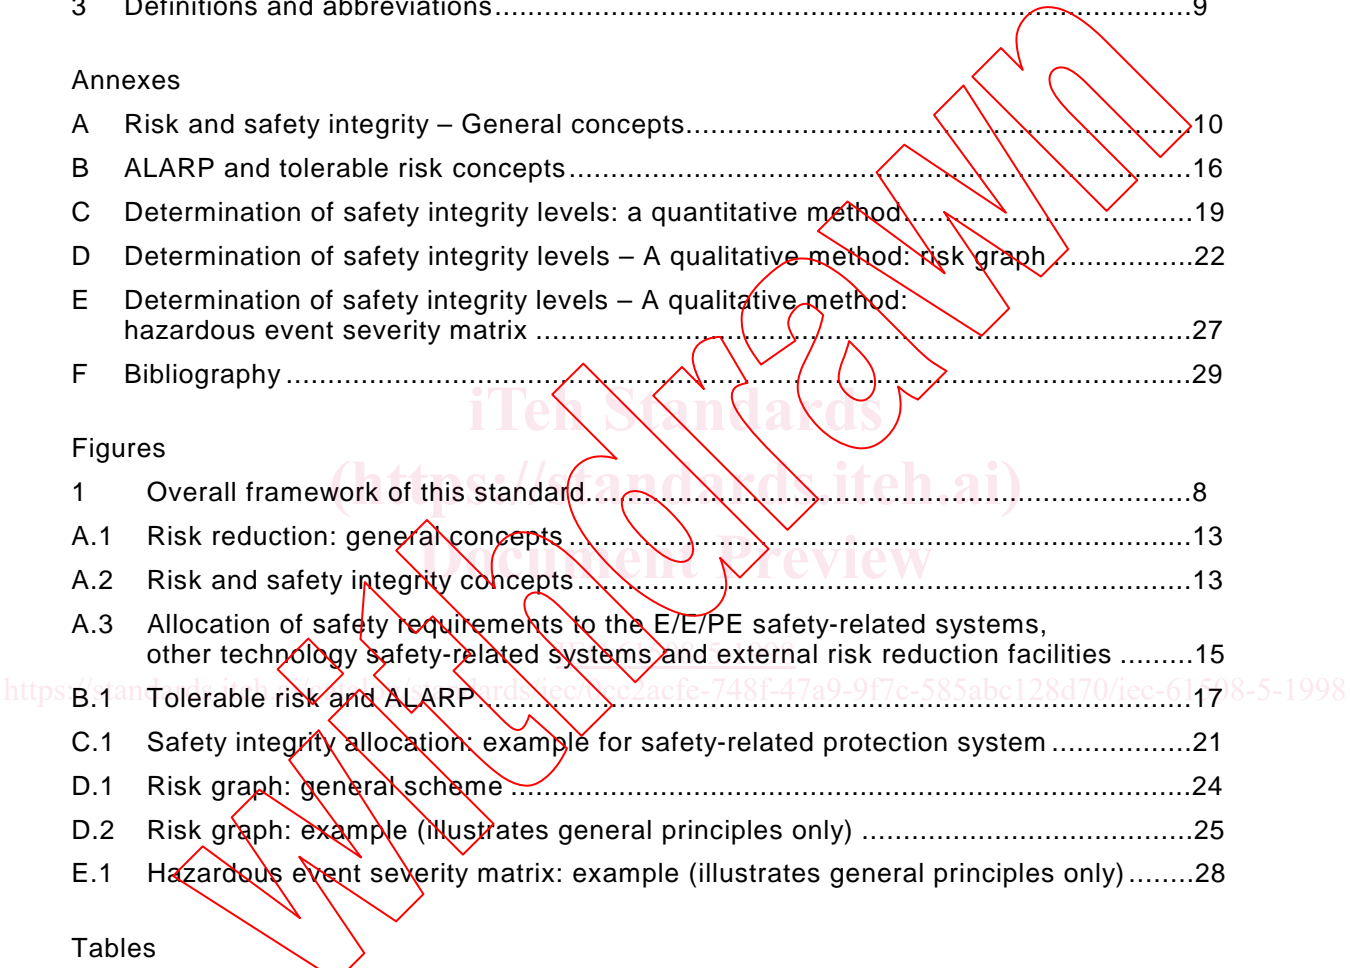 3 Definitions and abbreviations...........................................................................9
Annexes
A Risk and safety integrity – General concepts...................................................10
B ALARP and tolerable risk concepts...............................................................16
C Determination of safety integrity levels: a quantitative method.............................19
D Determination of safety integrity levels – A qualitative method: risk graph.................22
E Determination of safety integrity levels – A qualitative method:
hazardous event severity matrix...................................................................27
F Bibliography............................................................................................29
iTeh Standards
Figures
(https://standards.iteh.ai)
1 Overall framework of this standard..............................................................8
A.1 Risk reduction: general concepts...............................................................13
Document Preview
A.2 Risk and safety integrity concepts..............................................................13
A.3 Allocation of safety requirements to the E/E/PE safety-related systems,
other technology safety-related systems and external risk reduction facilities.........15
B.1 Tolerable risk and ALARP........................................................................17
C.1 Safety integrity allocation: example for safety-related protection system...............21
D.1 Risk graph: general scheme......................................................................24
D.2 Risk graph: example (illustrates general principles only)..................................25
E.1 Hazardous event severity matrix: example (illustrates general principles only)........28
Tables
withdrawn